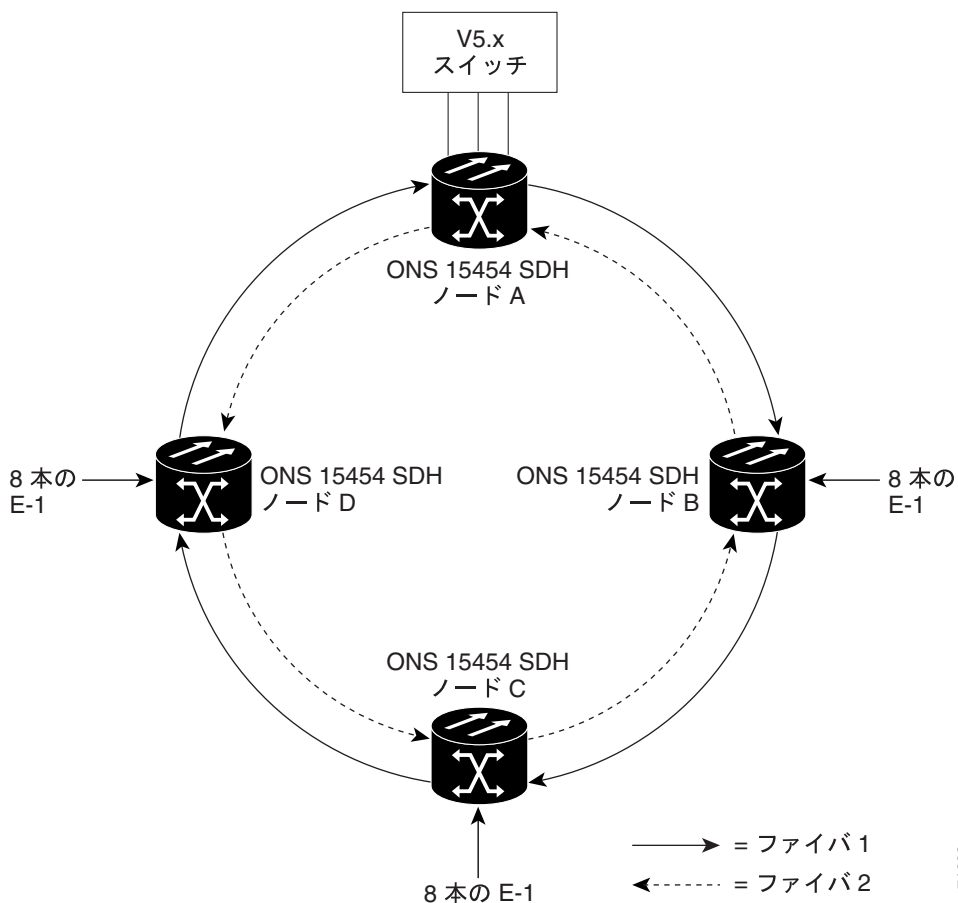 V5.x
スイッチ
ONS 15454 SDH
ノード A
8 本の
E-1
ONS 15454 SDH
ノード D
ONS 15454 SDH
ノード B
8 本の
E-1
ONS 15454 SDH
ノード C
8 本の E-1
= ファイバ 1
= ファイバ 2